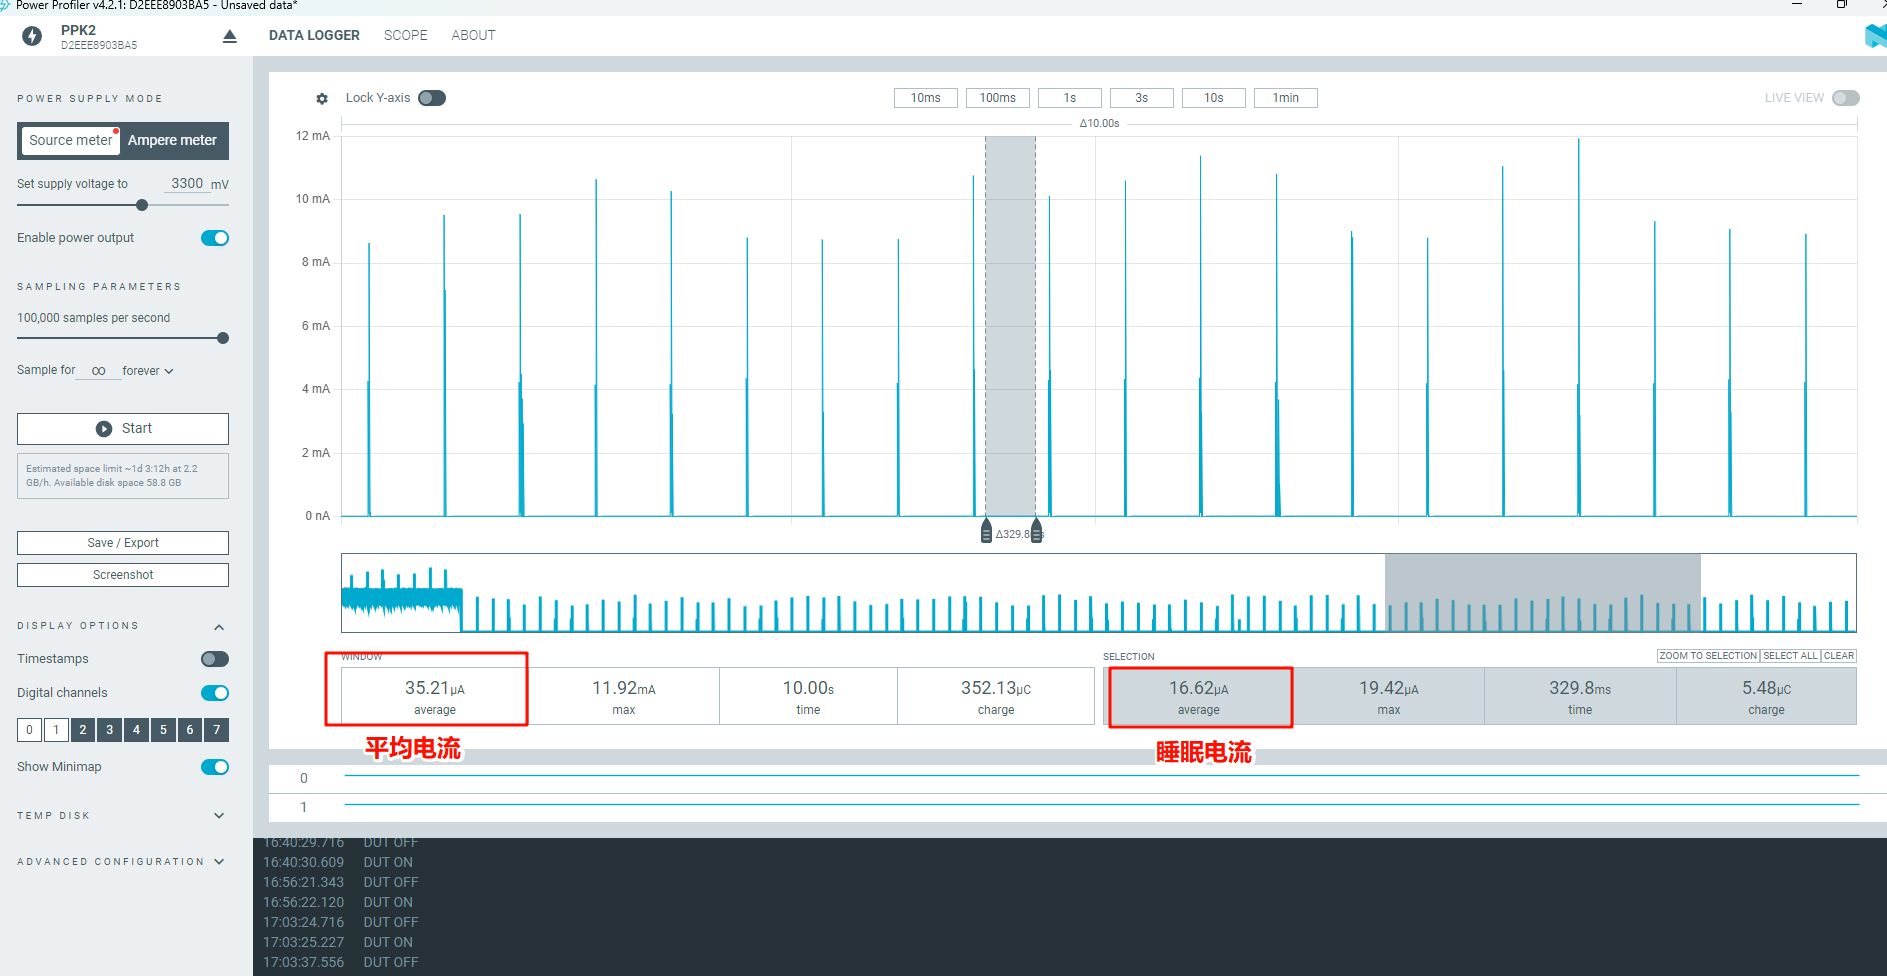 Power Profiler v4.2.1: D2EEE8903BA5 - Unsaved data*
PPK2
D2EEE8903BA5
DATA LOGGER SCOPE ABOUT
POWER SUPPLY MODE
Source meter Ampere meter
Set supply voltage to 3300 mV
Enable power output
SAMPLING PARAMETERS
100,000 samples per second
Sample for ∞ forever
Start
Estimated space limit ~1d 3:12h at 2.2
GB/h. Available disk space 58.8 GB
Save / Export
Screenshot
DISPLAY OPTIONS
Timestamps
Digital channels
0 1 2 3 4 5 6 7
Show Minimap
TEMP DISK
ADVANCED CONFIGURATION
Lock Y-axis
10ms 100ms 1s 3s 10s 1min
LIVE VIEW
Δ10.00s
12 mA
10 mA
8 mA
6 mA
4 mA
2 mA
0 nA
Δ329.8
WINDOW
35.21μA
average
11.92mA
max
10.00s
time
352.13μC
charge
SELECTION
ZOOM TO SELECTION SELECT ALL CLEAR
16.62μA
average
19.42μA
max
329.8ms
time
5.48μC
charge
平均电流
睡眠电流
0
1
16:40:29.716 DUT OFF
16:40:30.609 DUT ON
16:56:21.343 DUT OFF
16:56:22.120 DUT ON
17:03:24.716 DUT OFF
17:03:25.227 DUT ON
17:03:37.556 DUT OFF